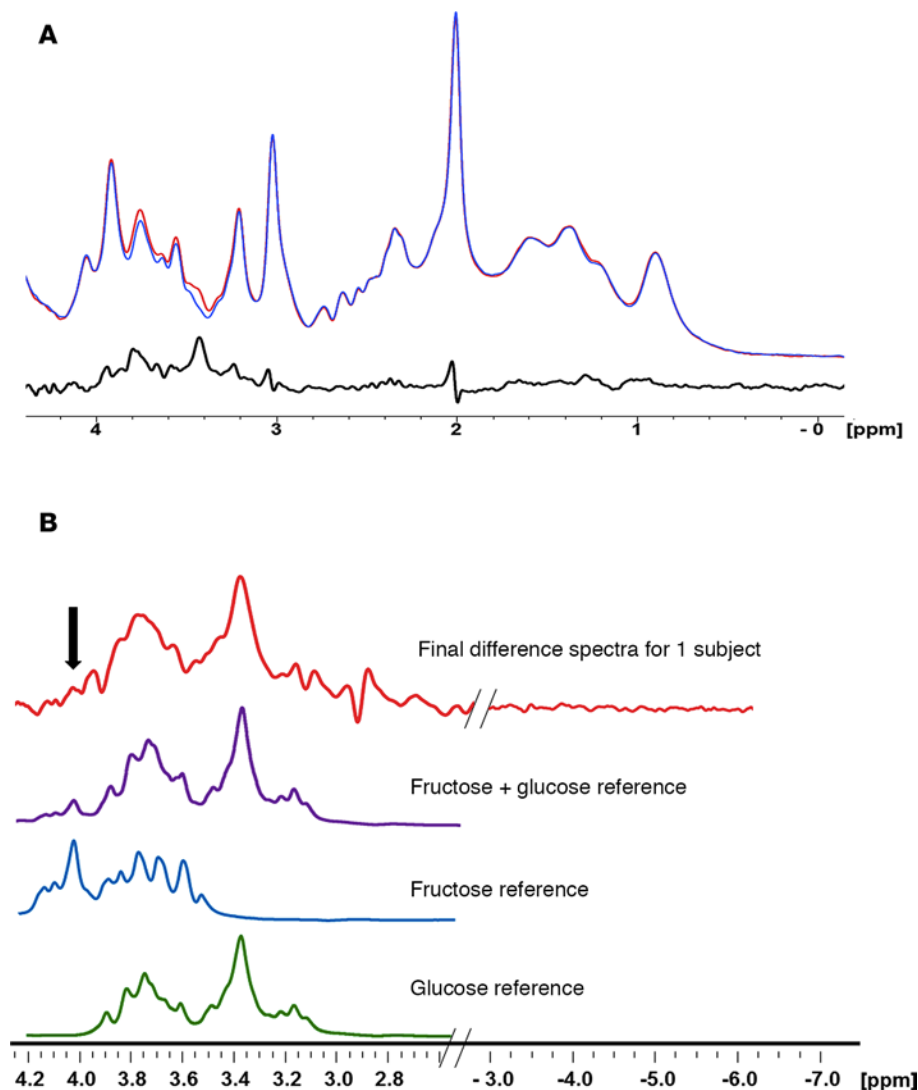 A
4 3 2 1 - 0 [ppm]
B
Final difference spectra for 1 subject
Fructose + glucose reference
Fructose reference
Glucose reference
4.2 4.0 3.8 3.6 3.4 3.2 3.0 2.8 - 3.0 -4.0 -5.0 -6.0 -7.0 [ppm]